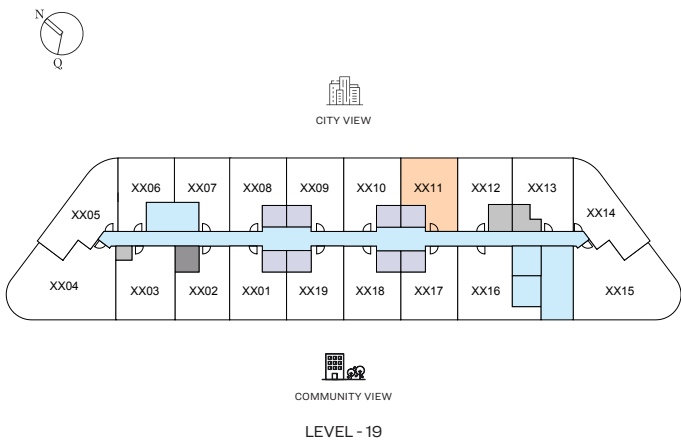 N
Q
CITY VIEW
XX06 XX07 XX08 XX09 XX10 XX11 XX12 XX13
XX05 XX14
XX04 XX03 XX02 XX01 XX19 XX18 XX17 XX16 XX15
COMMUNITY VIEW
LEVEL - 19